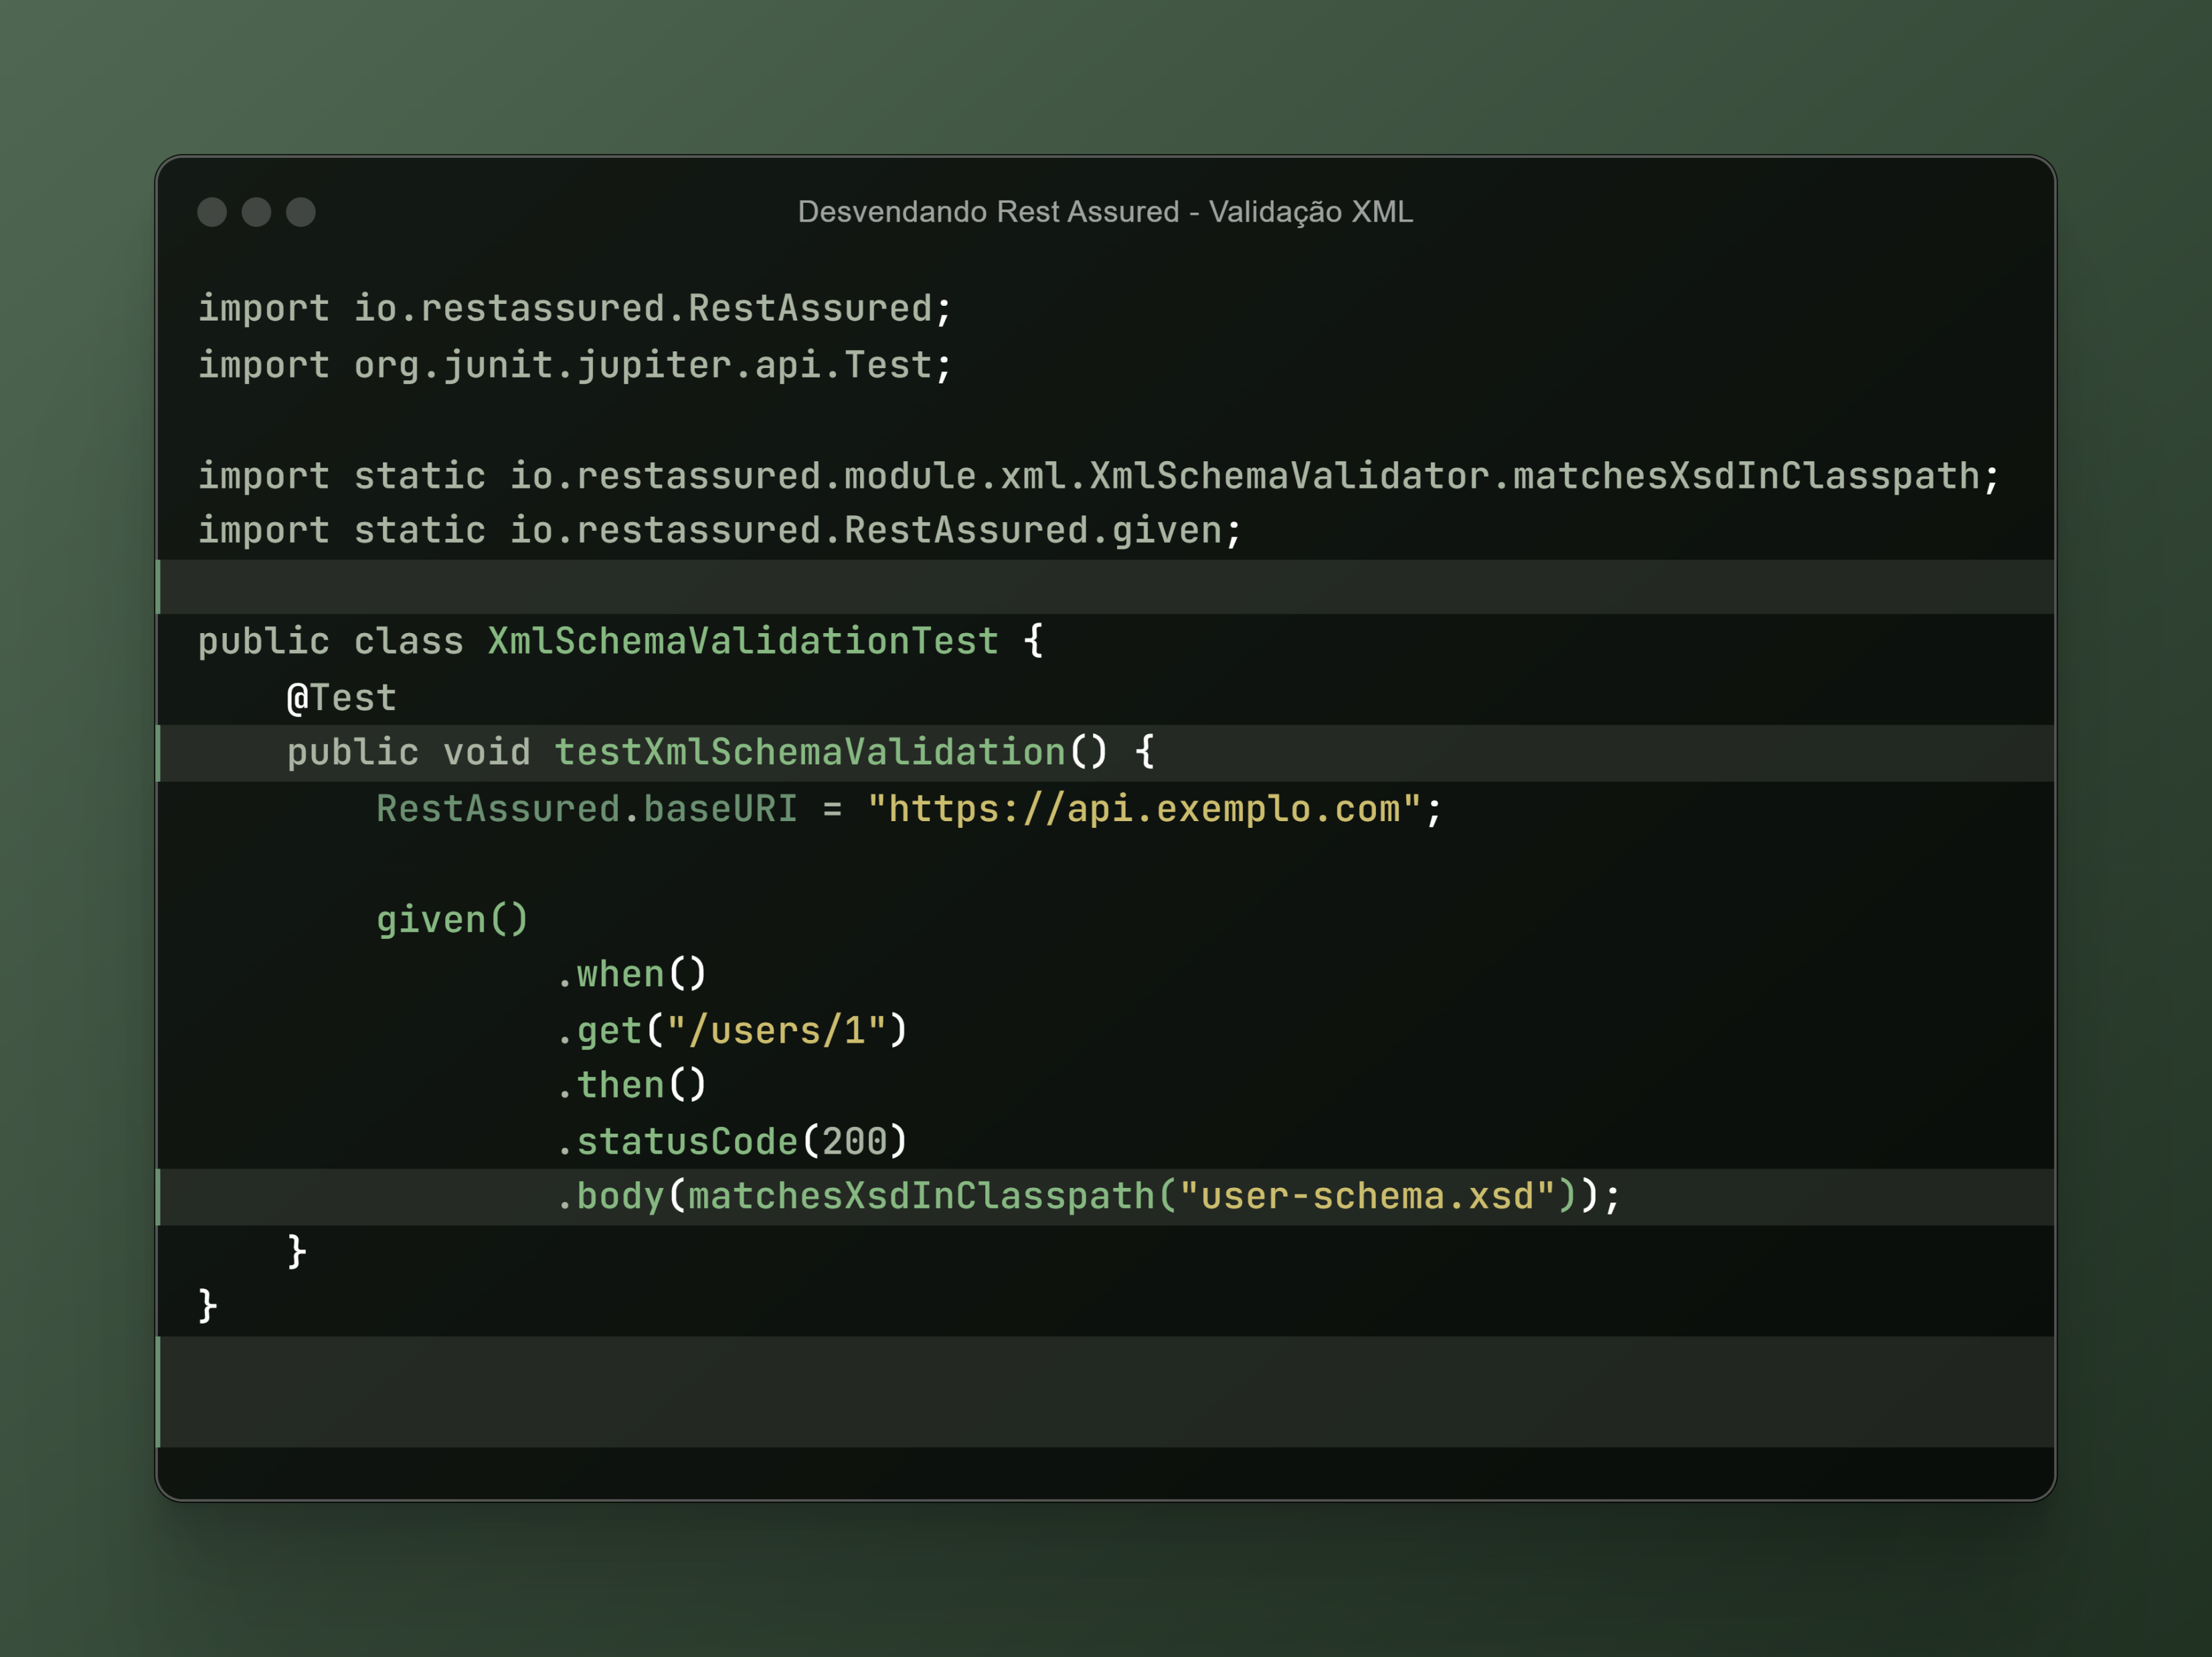 Desvendando Rest Assured - Validação XML
import io.restassured.RestAssured;
import org.junit.jupiter.api.Test;
import static io.restassured.module.xml.XmlSchemaValidator.matchesXsdInClasspath;
import static io.restassured.RestAssured.given;
public class XmlSchemaValidationTest {
    @Test
    public void testXmlSchemaValidation() {
        RestAssured.baseURI = "https://api.exemplo.com";
        given()
                .when()
                .get("/users/1")
                .then()
                .statusCode(200)
                .body(matchesXsdInClasspath("user-schema.xsd"));
    }
}